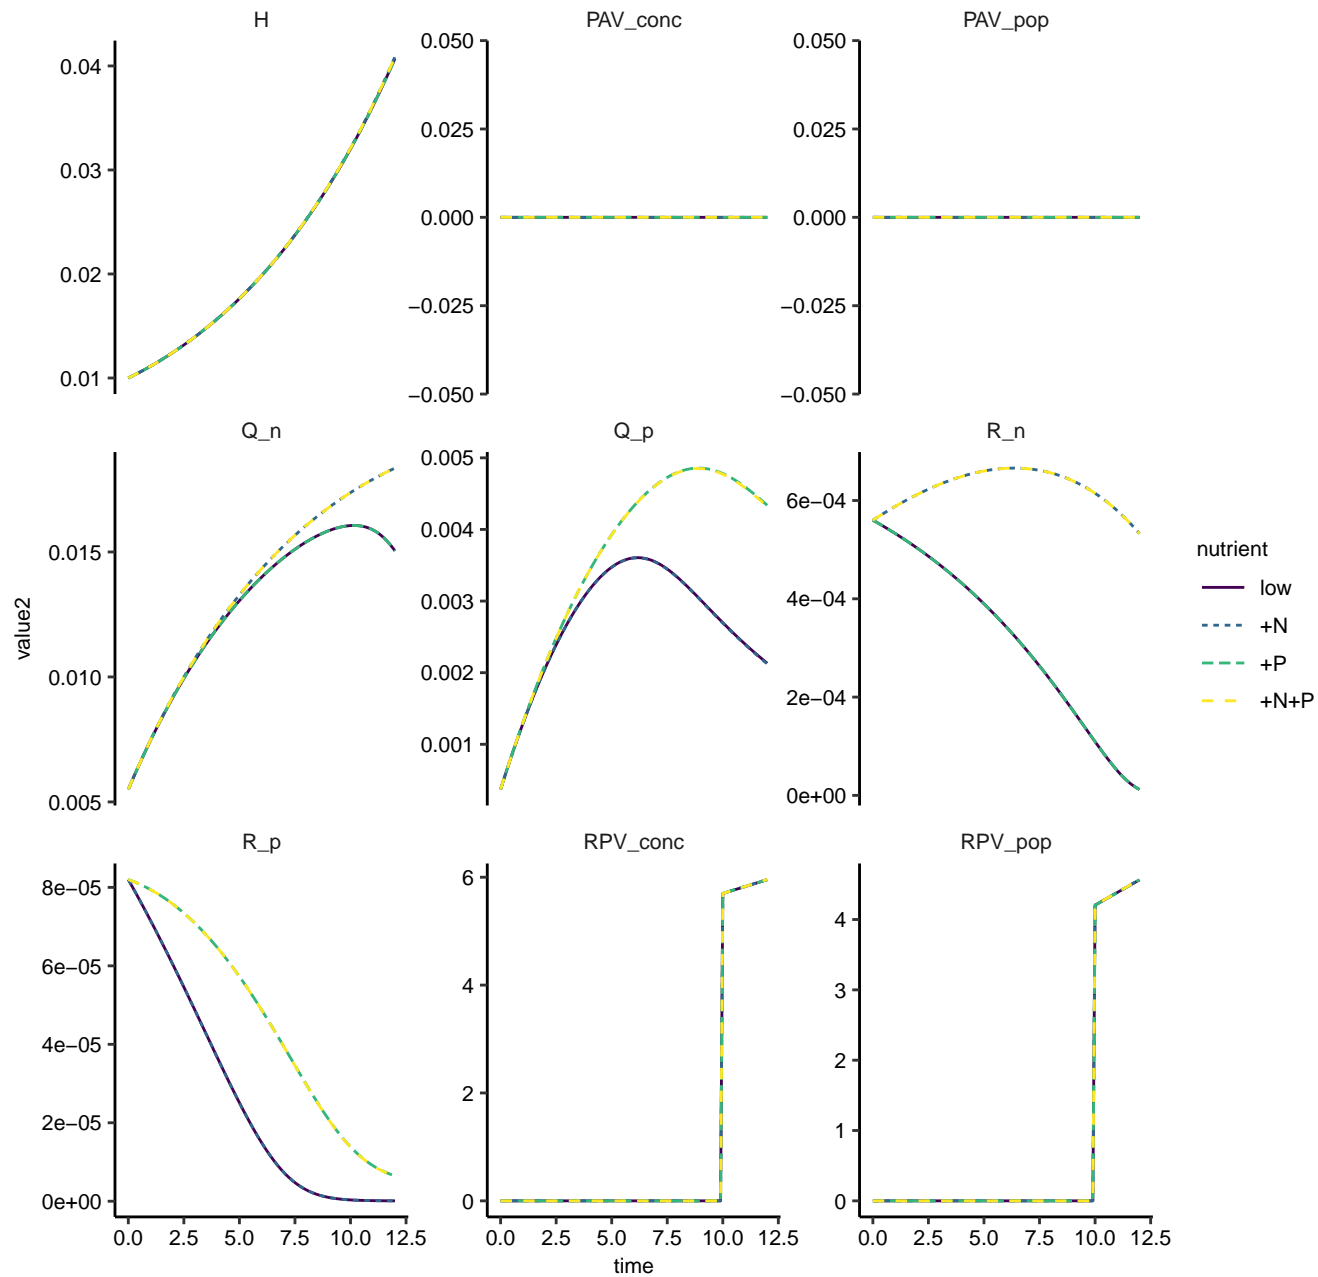 H
PAV_conc
PAV_pop
0.04
0.03
0.02
0.01
0.050
0.025
0.000
−0.025
−0.050
0.050
0.025
0.000
−0.025
−0.050
Q_n
Q_p
R_n
value2
0.015
0.010
0.005
0.005
0.004
0.003
0.002
0.001
6e−04
4e−04
2e−04
0e+00
nutrient
low
+N
+P
+N+P
R_p
RPV_conc
RPV_pop
8e−05
6e−05
4e−05
2e−05
0e+00
6
4
2
0
4
3
2
1
0
0.0 2.5 5.0 7.5 10.0 12.5
0.0 2.5 5.0 7.5 10.0 12.5
0.0 2.5 5.0 7.5 10.0 12.5
time